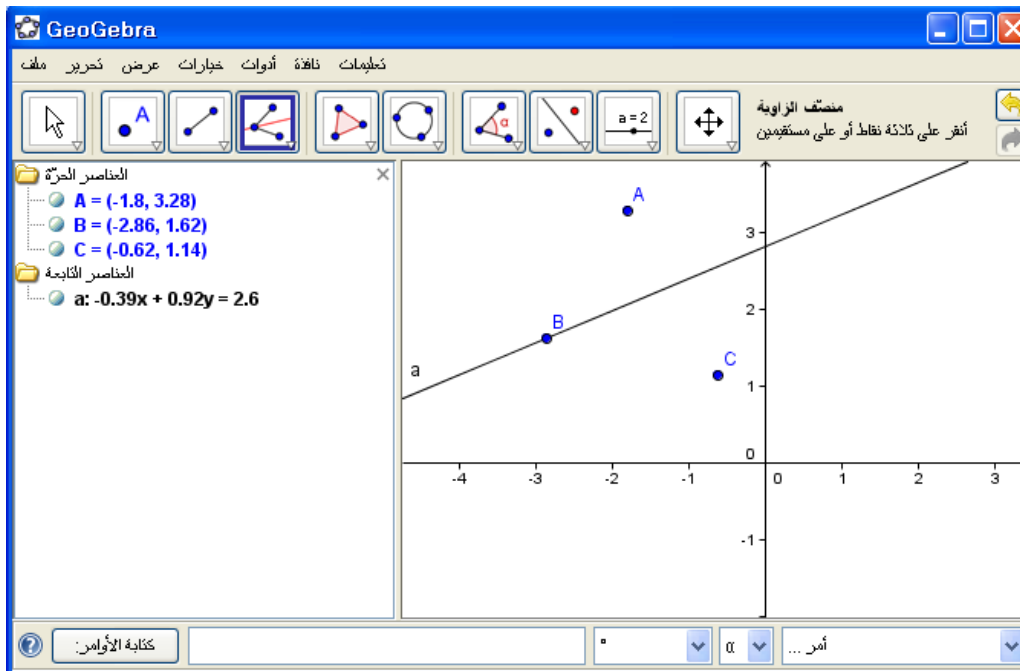 GeoGebra
ملف تحرير عرض خيارات أدوات نافذة تعليمات
A
α
a = 2
منصّف الزاوية
أنقر على ثلاثة نقاط أو على مستقيمين
العناصر الحرّة
A = (-1.8, 3.28)
B = (-2.86, 1.62)
C = (-0.62, 1.14)
العناصر التابعة
a: -0.39x + 0.92y = 2.6
A
3
2
B
C
a
1
0
-4 -3 -2 -1 0 1 2 3
-1
كتابة الأوامر:
°
α
أمر ...